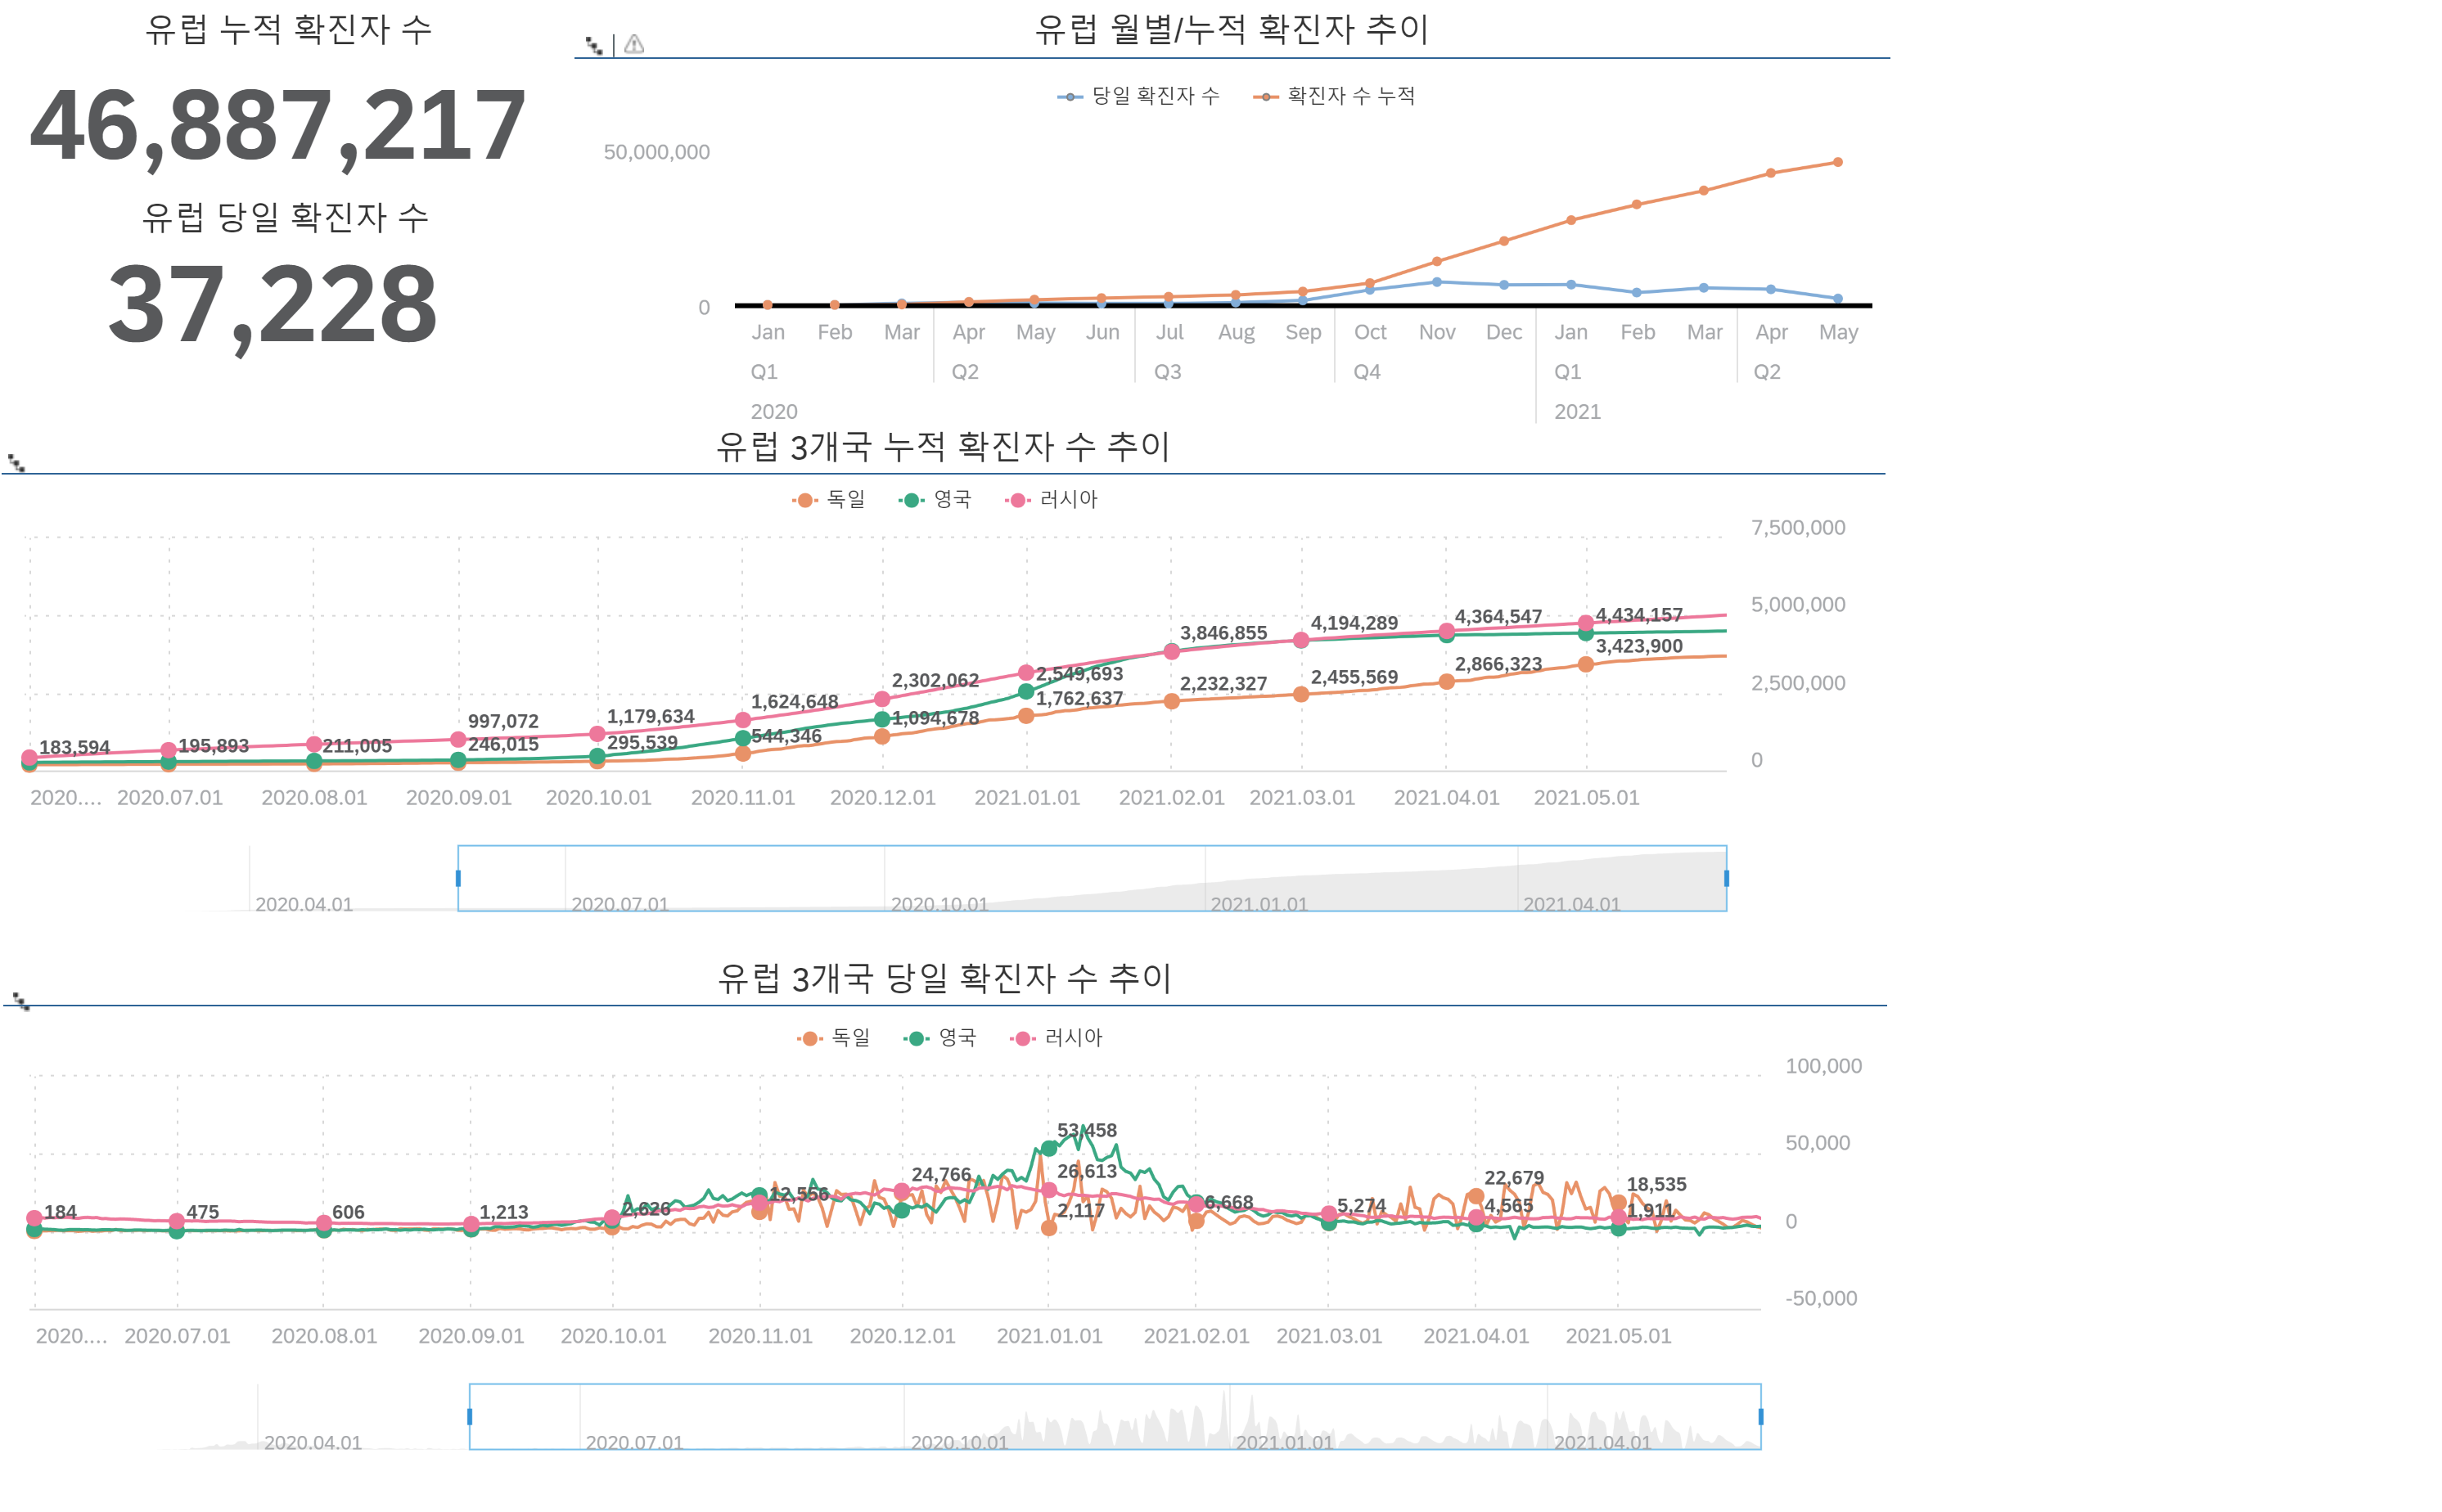 유럽 누적 확진자 수
46,887,217
유럽 당일 확진자 수
37,228
유럽 월별/누적 확진자 추이
당일 확진자 수 확진자 수 누적
50,000,000
0
Jan Feb Mar Apr May Jun Jul Aug Sep Oct Nov Dec Jan Feb Mar Apr May
Q1 Q2 Q3 Q4 Q1 Q2
2020 2021
유럽 3개국 누적 확진자 수 추이
독일 영국 러시아
7,500,000
5,000,000
2,500,000
0
183,594 195,893 211,005 997,072 246,015 1,179,634 295,539 1,624,648 544,346 2,302,062 1,094,678 2,549,693 1,762,637 3,846,855 2,232,327 4,194,289 2,455,569 4,364,547 2,866,323 4,434,157 3,423,900
2020.... 2020.07.01 2020.08.01 2020.09.01 2020.10.01 2020.11.01 2020.12.01 2021.01.01 2021.02.01 2021.03.01 2021.04.01 2021.05.01
2020.04.01 2020.07.01 2020.10.01 2021.01.01 2021.04.01
유럽 3개국 당일 확진자 수 추이
독일 영국 러시아
100,000
50,000
0
-50,000
184 475 606 1,213 2,626 12,556 24,766 53,458 26,613 2,117 6,668 5,274 22,679 4,565 18,535 1,911
2020.... 2020.07.01 2020.08.01 2020.09.01 2020.10.01 2020.11.01 2020.12.01 2021.01.01 2021.02.01 2021.03.01 2021.04.01 2021.05.01
2020.04.01 2020.07.01 2020.10.01 2021.01.01 2021.04.01